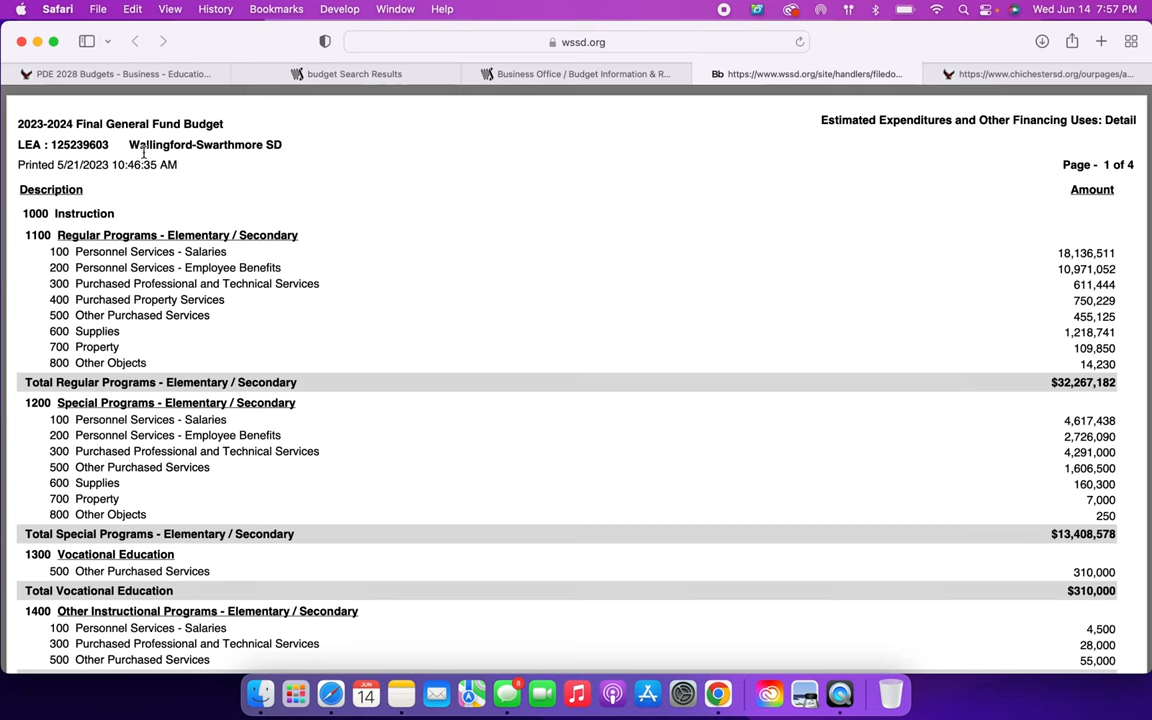 Safari File Edit View History Bookmarks Develop Window Help Wed Jun 14 7:57 PM
wssd.org
PDE 2028 Budgets - Business - Educatio... budget Search Results Business Office / Budget Information & R... Bb https://www.wssd.org/site/handlers/filedo... https://www.chichestersd.org/ourpages/a...
2023-2024 Final General Fund Budget Estimated Expenditures and Other Financing Uses: Detail
LEA : 125239603 Wallingford-Swarthmore SD
Printed 5/21/2023 10:46:35 AM Page - 1 of 4
Description Amount
1000 Instruction
1100 Regular Programs - Elementary / Secondary
100 Personnel Services - Salaries 18,136,511
200 Personnel Services - Employee Benefits 10,971,052
300 Purchased Professional and Technical Services 611,444
400 Purchased Property Services 750,229
500 Other Purchased Services 455,125
600 Supplies 1,218,741
700 Property 109,850
800 Other Objects 14,230
Total Regular Programs - Elementary / Secondary $32,267,182
1200 Special Programs - Elementary / Secondary
100 Personnel Services - Salaries 4,617,438
200 Personnel Services - Employee Benefits 2,726,090
300 Purchased Professional and Technical Services 4,291,000
500 Other Purchased Services 1,606,500
600 Supplies 160,300
700 Property 7,000
800 Other Objects 250
Total Special Programs - Elementary / Secondary $13,408,578
1300 Vocational Education
500 Other Purchased Services 310,000
Total Vocational Education $310,000
1400 Other Instructional Programs - Elementary / Secondary
100 Personnel Services - Salaries 4,500
300 Purchased Professional and Technical Services 28,000
500 Other Purchased Services 55,000
JUN
14
8